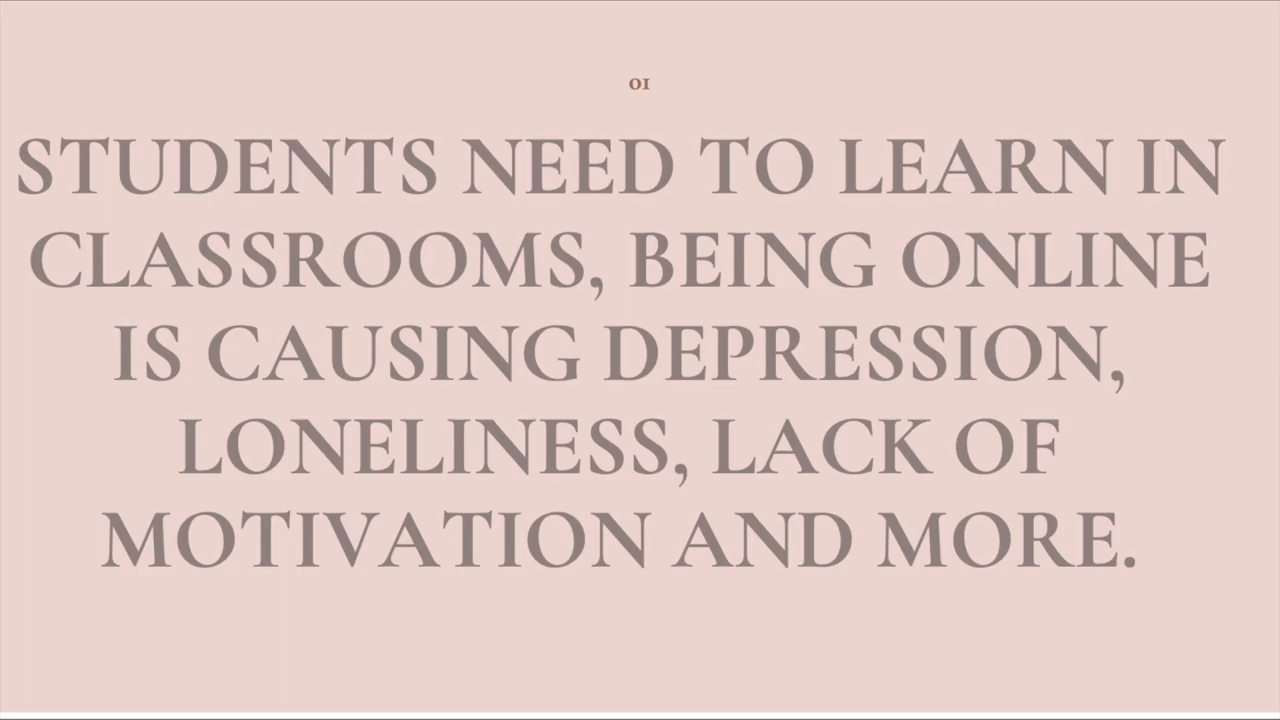 01
STUDENTS NEED TO LEARN IN
CLASSROOMS, BEING ONLINE
IS CAUSING DEPRESSION,
LONELINESS, LACK OF
MOTIVATION AND MORE.